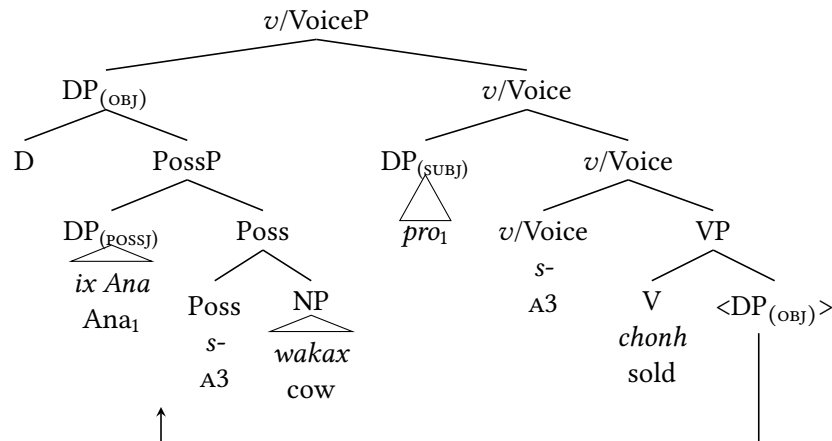 v/VoiceP
DP(OBJ) v/Voice
D PossP DP(SUBJ) v/Voice
pro₁
DP(POSSJ) Poss v/Voice VP
ix Ana s-
Ana₁ Poss NP A3 V <DP(OBJ)>
s- wakax chonh
A3 cow sold